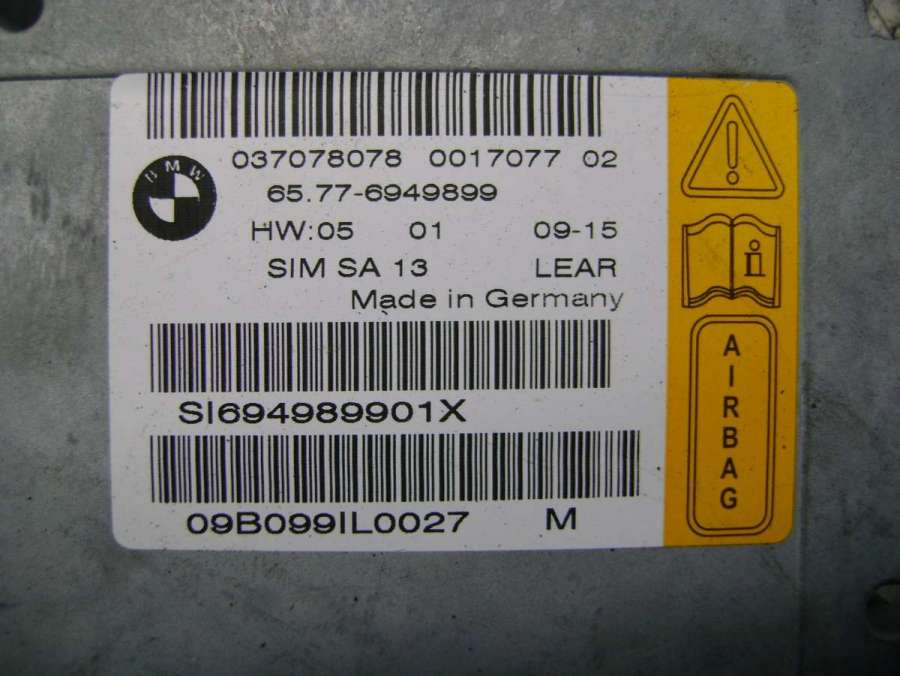 037078078 0017077 02
BMW
65.77-6949899
HW:05 01 09-15
SIM SA 13 LEAR
Made in Germany
SI694989901X
09B099IL0027 M
AIRBAG